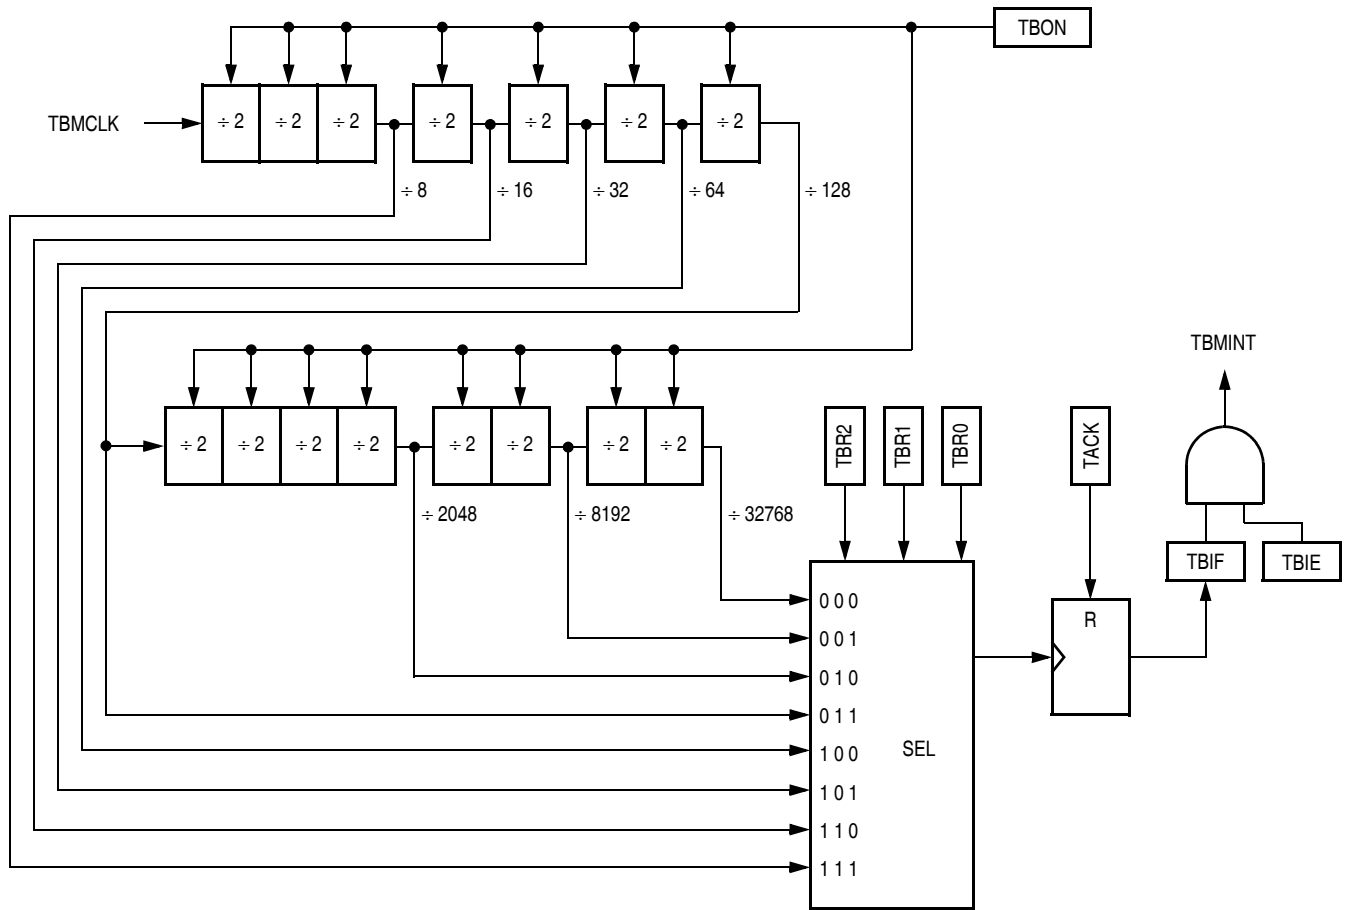 TBON
TBMCLK
÷ 2 ÷ 2 ÷ 2 ÷ 2 ÷ 2 ÷ 2 ÷ 2
÷ 8 ÷ 16 ÷ 32 ÷ 64 ÷ 128
TBMINT
÷ 2 ÷ 2 ÷ 2 ÷ 2 ÷ 2 ÷ 2 ÷ 2 ÷ 2
TBR2
TBR1
TBR0
TACK
÷ 2048 ÷ 8192 ÷ 32768
TBIF TBIE
0 0 0
R
0 0 1
0 1 0
0 1 1
SEL
1 0 0
1 0 1
1 1 0
1 1 1